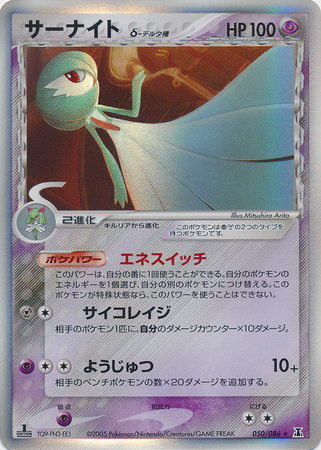 サーナイト δ-デルタ種 HP100
Illus.Mitsuhiro Arito
2進化 キルリアから進化
このポケモンは の2つのタイプを
持つポケモンです。
ポケパワー エネスイッチ
このパワーは、自分の番に1回使うことができる。自分のポケモンの
エネルギーを1個選び、自分の別のポケモンにつけ替える。この
ポケモンが特殊状態なら、このパワーを使うことはできない。
サイコレイジ
相手のポケモン1匹に、自分のダメージカウンター×10ダメージ。
ようじゅつ 10+
相手のベンチポケモンの数×20ダメージを追加する。
弱点 抵抗力 にげる
1 EDITION TQ9-FN3-EEJ ©2005 Pokémon/Nintendo/Creatures/GAME FREAK 050/086 ★